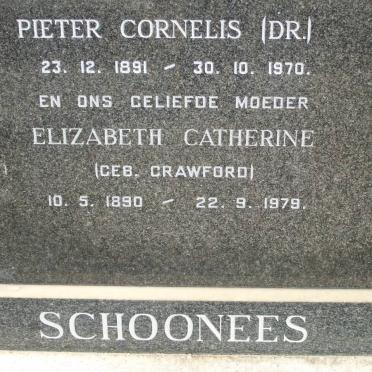 PIETER CORNELIS (DR.)
23. 12. 1891 - 30. 10. 1970.
EN ONS GELIEFDE MOEDER
ELIZABETH CATHERINE
(GEB. CRAWFORD)
10. 5. 1890 - 22. 9. 1979.
SCHOONEES